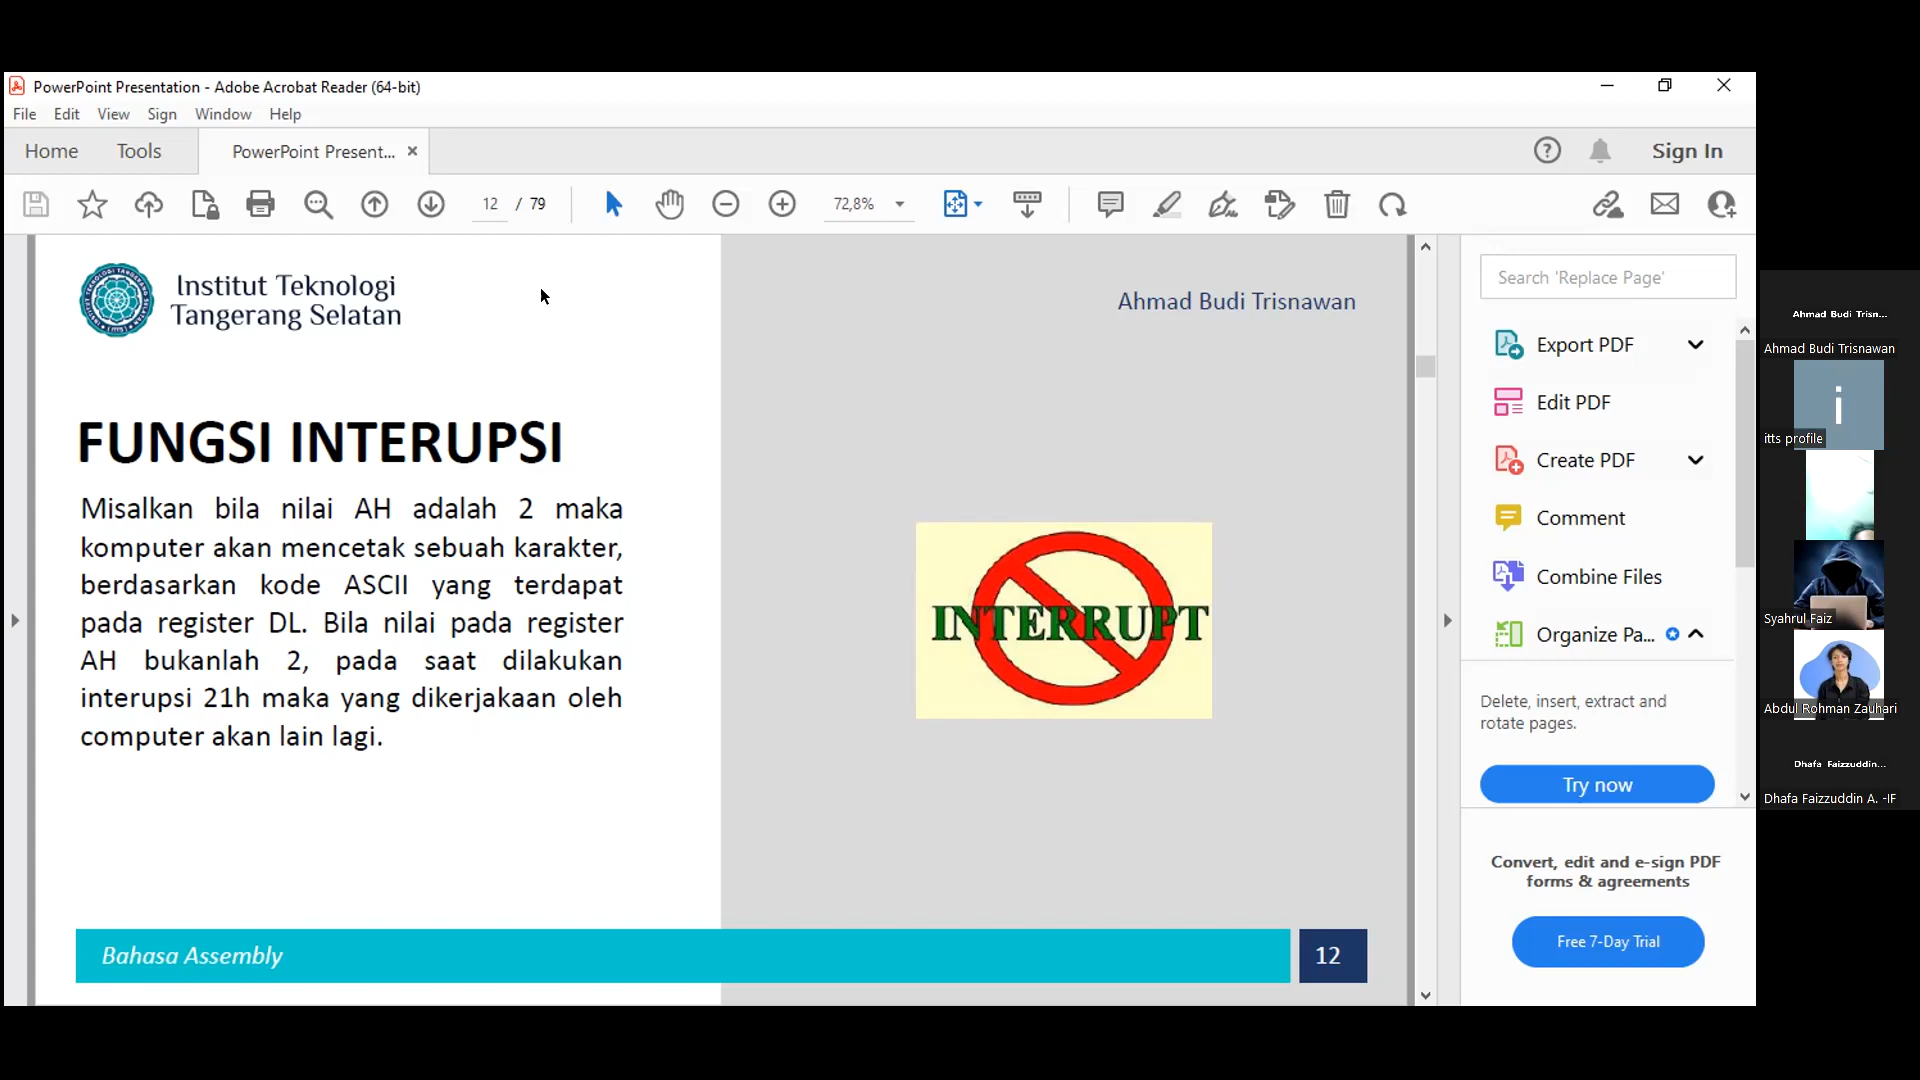 PowerPoint Presentation - Adobe Acrobat Reader (64-bit)
File Edit View Sign Window Help
Home Tools PowerPoint Present... Sign In
12 / 79 72,8%
Institut Teknologi
Tangerang Selatan
Ahmad Budi Trisnawan
FUNGSI INTERUPSI
Misalkan bila nilai AH adalah 2 maka
komputer akan mencetak sebuah karakter,
berdasarkan kode ASCII yang terdapat
pada register DL. Bila nilai pada register
AH bukanlah 2, pada saat dilakukan
interupsi 21h maka yang dikerjakaan oleh
computer akan lain lagi.
INTERRUPT
Bahasa Assembly
12
Search 'Replace Page'
Export PDF
Edit PDF
Create PDF
Comment
Combine Files
Organize Pa...
Delete, insert, extract and
rotate pages.
Try now
Convert, edit and e-sign PDF
forms & agreements
Free 7-Day Trial
Ahmad Budi Trisn...
Ahmad Budi Trisnawan
i
itts profile
Syahrul Faiz
Abdul Rohman Zauhari
Dhafa Faizzuddin...
Dhafa Faizzuddin A. -IF